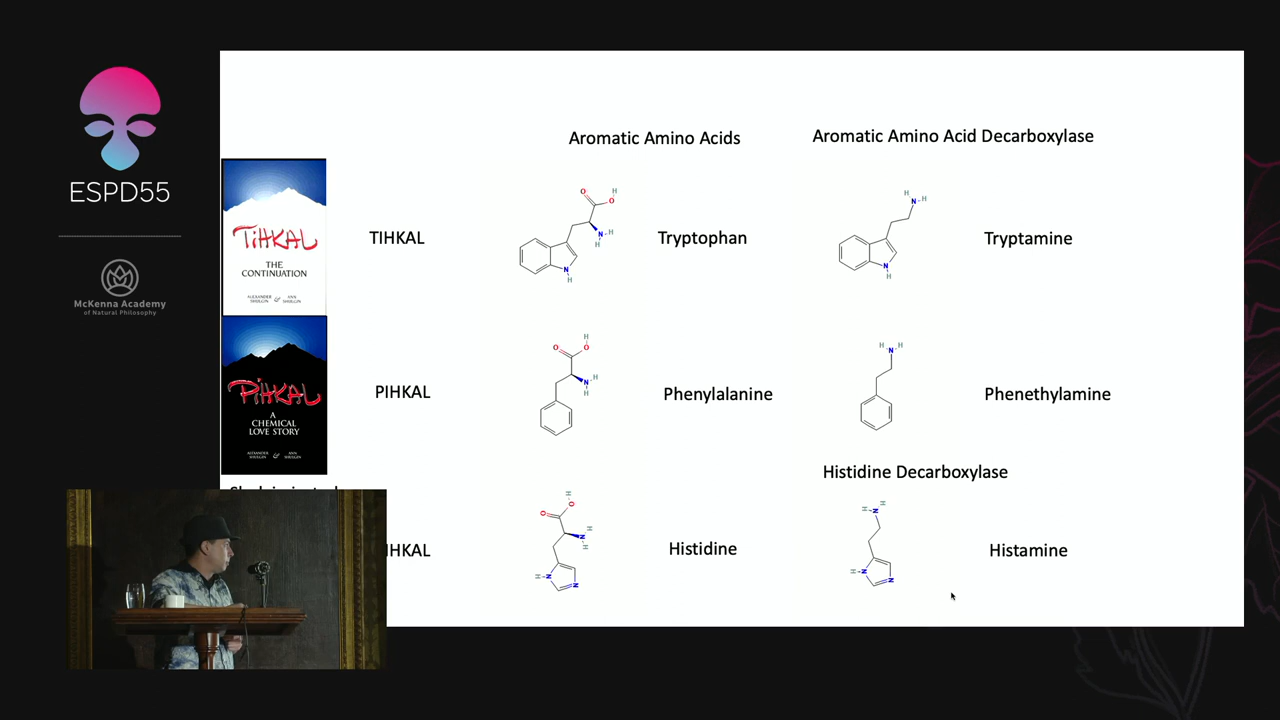 ESPD55
McKenna Academy
of Natural Philosophy
Aromatic Amino Acids
Aromatic Amino Acid Decarboxylase
TIHKAL
THE
CONTINUATION
ALEXANDER SHULGIN & ANN SHULGIN
TIHKAL
Tryptophan
Tryptamine
PIHKAL
A
CHEMICAL
LOVE STORY
ALEXANDER SHULGIN & ANN SHULGIN
PIHKAL
Phenylalanine
Phenethylamine
Histidine Decarboxylase
IHKAL
Histidine
Histamine